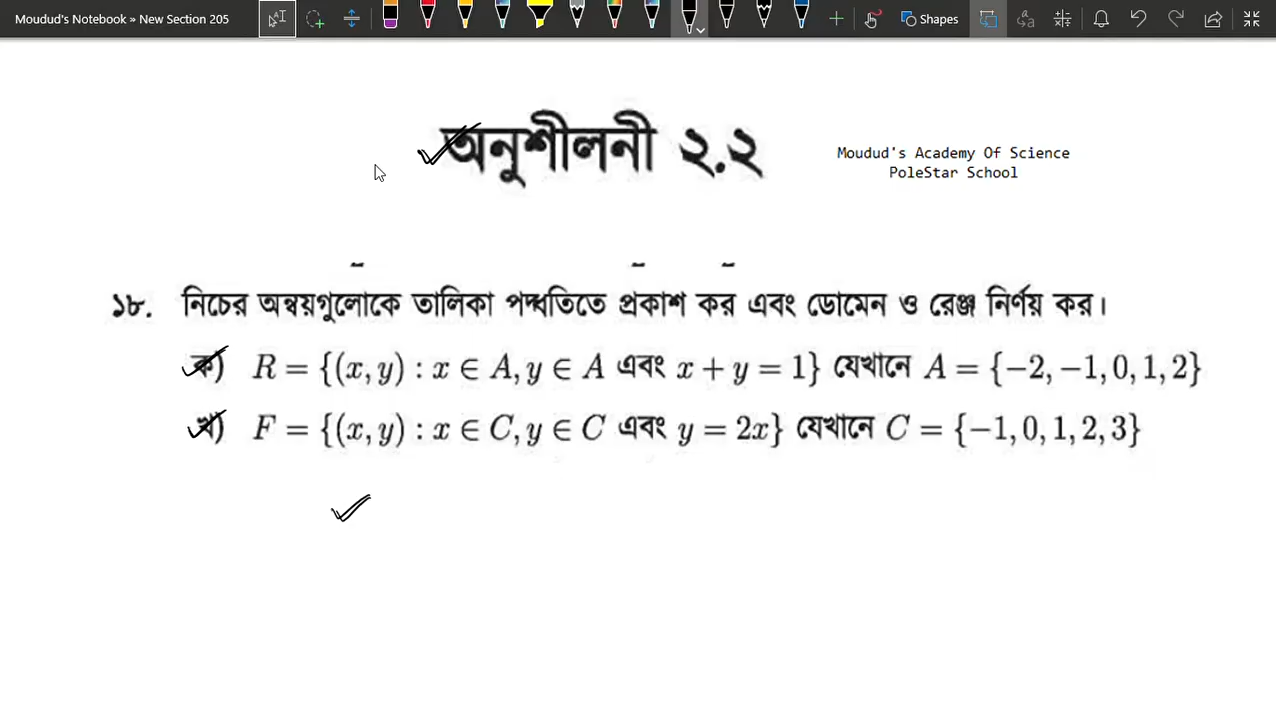 Moudud's Notebook » New Section 205
Shapes
অনুশীলনী ২.২
Moudud's Academy Of Science
PoleStar School
১৮. নিচের অন্বয়গুলোকে তালিকা পদ্ধতিতে প্রকাশ কর এবং ডোমেন ও রেঞ্জ নির্ণয় কর।
ক) R = {(x, y) : x ∈ A, y ∈ A এবং x + y = 1} যেখানে A = {−2, −1, 0, 1, 2}
খ) F = {(x, y) : x ∈ C, y ∈ C এবং y = 2x} যেখানে C = {−1, 0, 1, 2, 3}